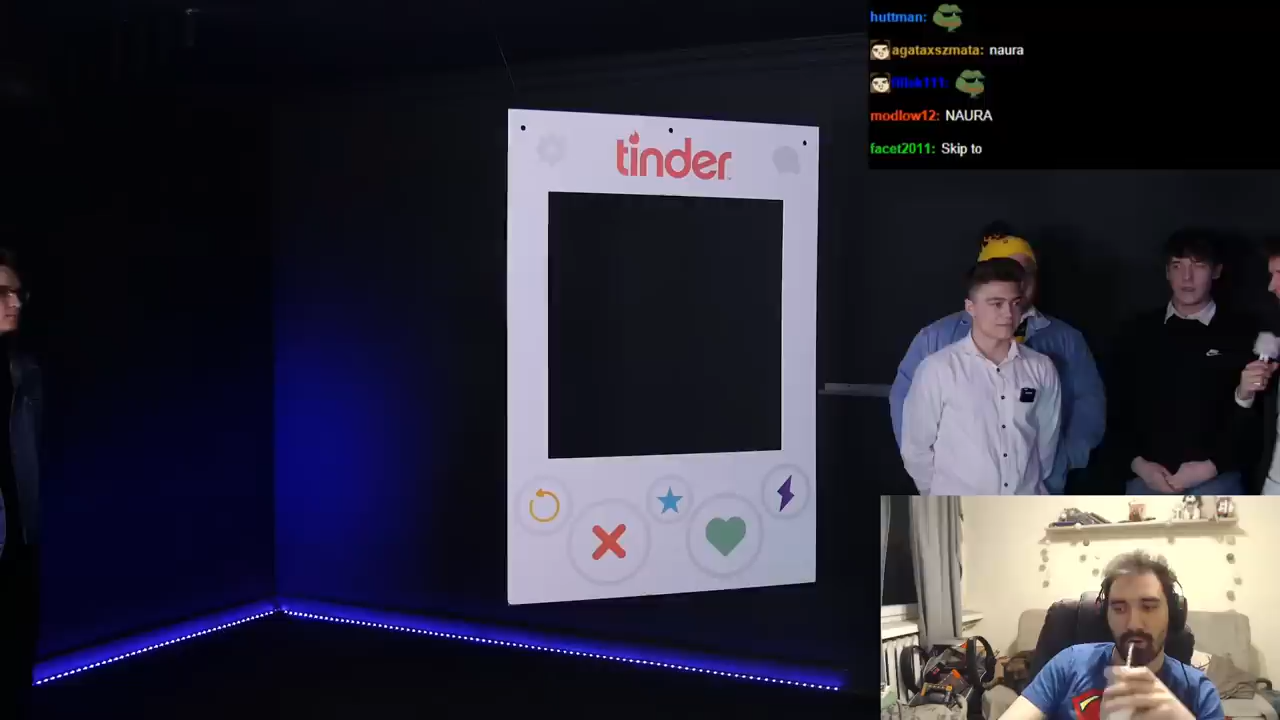 huttman:
agataxszmata: naura
modlow12: NAURA
facet2011: Skip to
tinder